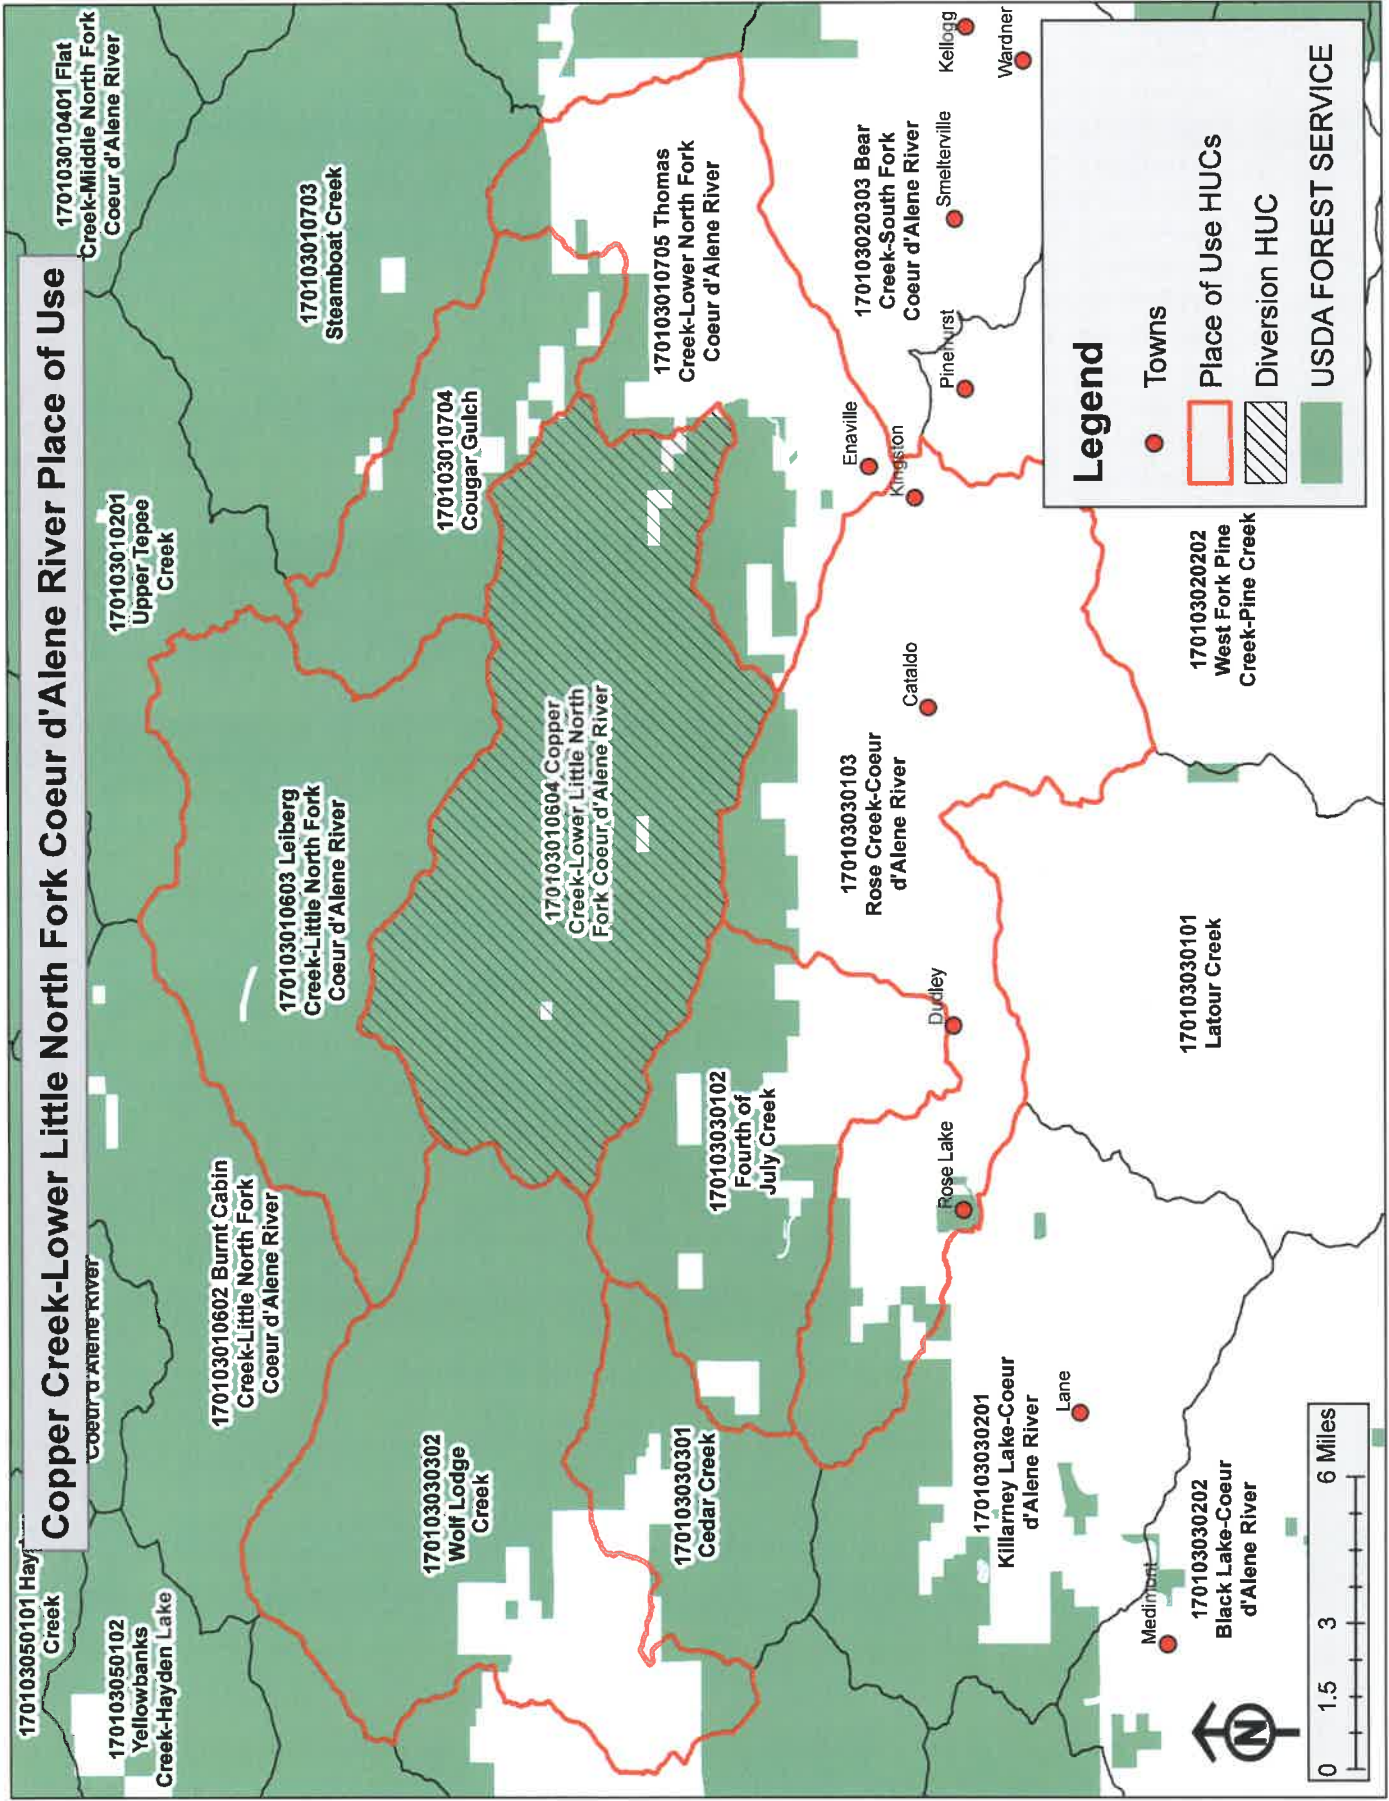 Copper Creek-Lower Little North Fork Coeur d'Alene River Place of Use
170103050101 Hay
Creek
170103050102
Yellowbanks
Creek-Hayden Lake
Coeur d'Alene River
170103010602 Burnt Cabin
Creek-Little North Fork
Coeur d'Alene River
170103010201
Upper Tepee
Creek
170103010401 Flat
Creek-Middle North Fork
Coeur d'Alene River
170103010703
Steamboat Creek
170103010603 Leiberg
Creek-Little North Fork
Coeur d'Alene River
170103010704
Cougar Gulch
170103030302
Wolf Lodge
Creek
170103010604 Copper
Creek-Lower Little North
Fork Coeur d'Alene River
170103010705 Thomas
Creek-Lower North Fork
Coeur d'Alene River
170103030301
Cedar Creek
170103030102
Fourth of
July Creek
170103030103
Rose Creek-Coeur
d'Alene River
170103020303 Bear
Creek-South Fork
Coeur d'Alene River
Enaville
Kingston
Pinehurst
Smelterville
Kellogg
Wardner
Cataldo
Dudley
Rose Lake
170103030201
Killarney Lake-Coeur
d'Alene River
Lane
Medimont
170103030202
Black Lake-Coeur
d'Alene River
170103030101
Latour Creek
170103020202
West Fork Pine
Creek-Pine Creek
Legend
Towns
Place of Use HUCs
Diversion HUC
USDA FOREST SERVICE
N
0 1.5 3 6 Miles